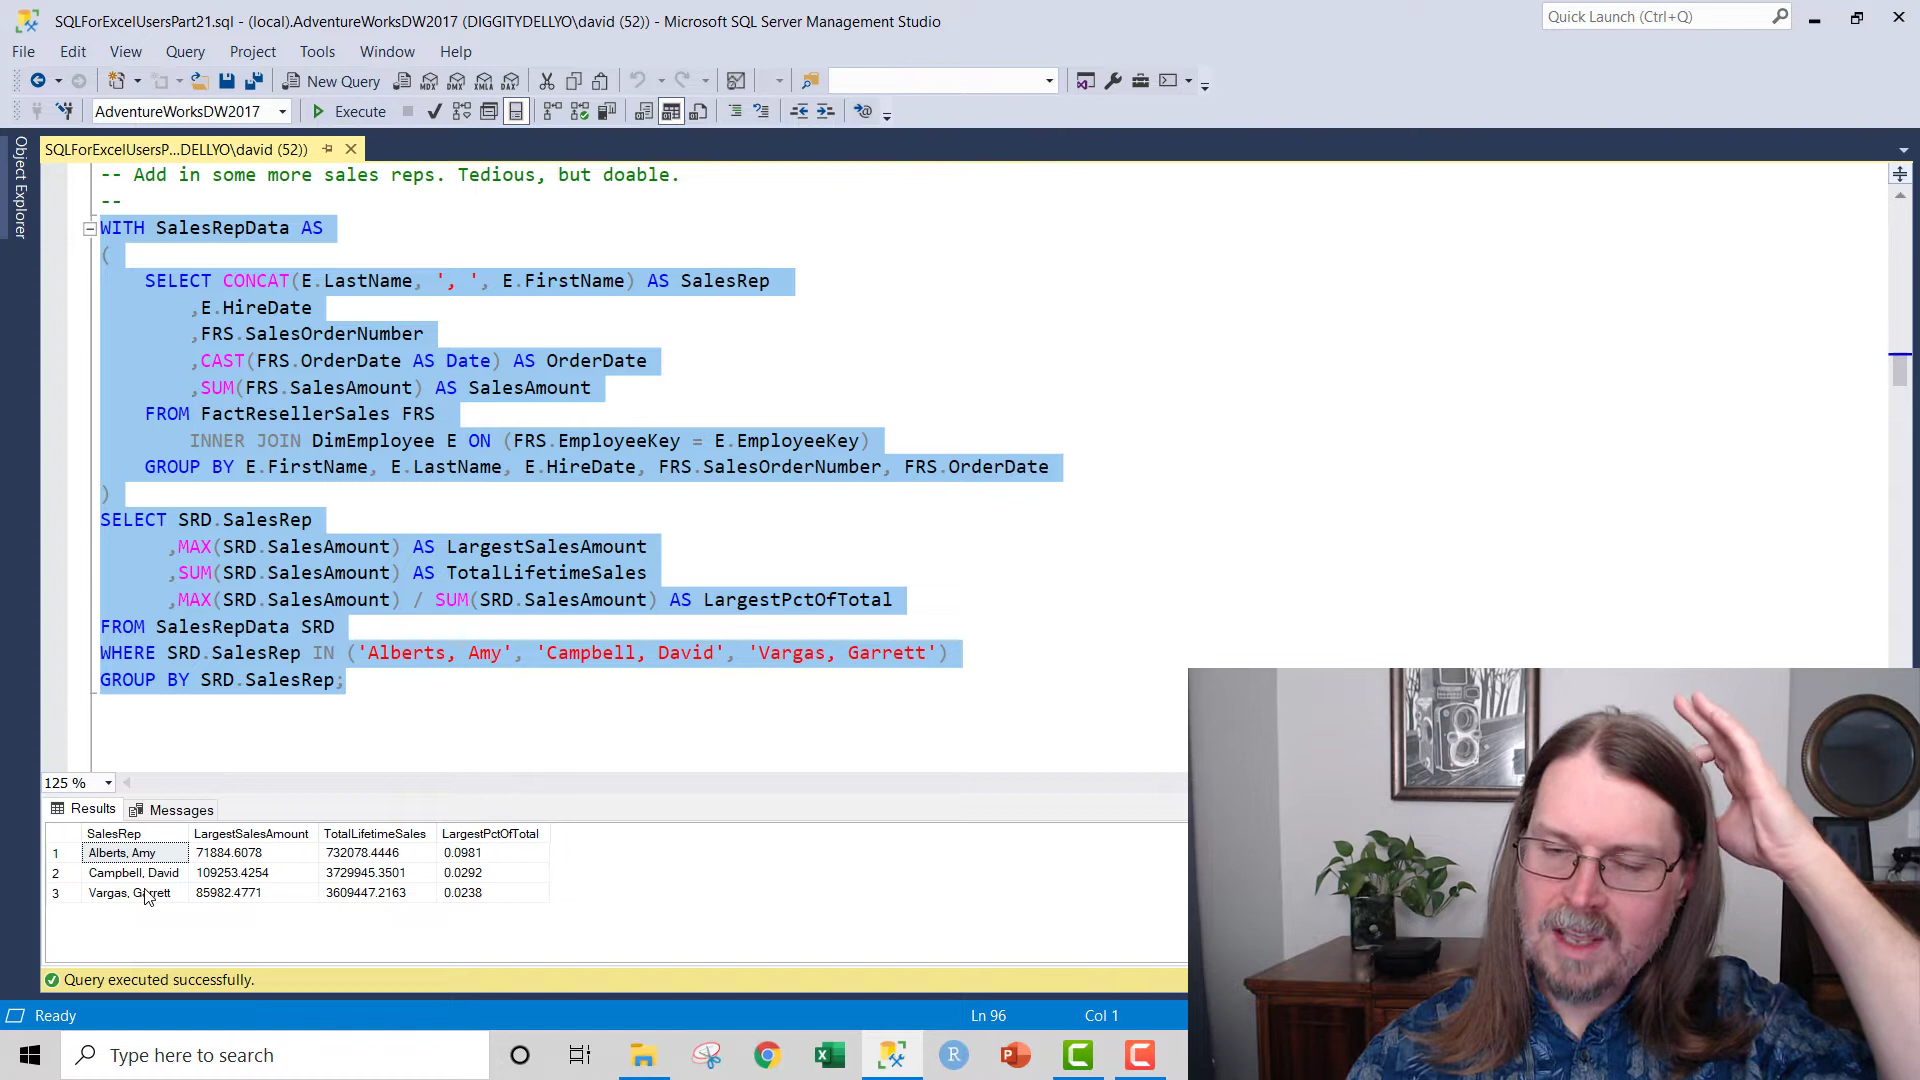 SQLForExcelUsersPart21.sql - (local).AdventureWorksDW2017 (DIGGITYDELLYO\david (52)) - Microsoft SQL Server Management Studio
Quick Launch (Ctrl+Q)
File Edit View Query Project Tools Window Help
New Query MDX DMX XMLA DAX
AdventureWorksDW2017 Execute
Object Explorer
SQLForExcelUsersP...DELLYO\david (52))
-- Add in some more sales reps. Tedious, but doable.
--
WITH SalesRepData AS
(
SELECT CONCAT(E.LastName, ', ', E.FirstName) AS SalesRep
,E.HireDate
,FRS.SalesOrderNumber
,CAST(FRS.OrderDate AS Date) AS OrderDate
,SUM(FRS.SalesAmount) AS SalesAmount
FROM FactResellerSales FRS
INNER JOIN DimEmployee E ON (FRS.EmployeeKey = E.EmployeeKey)
GROUP BY E.FirstName, E.LastName, E.HireDate, FRS.SalesOrderNumber, FRS.OrderDate
)
SELECT SRD.SalesRep
,MAX(SRD.SalesAmount) AS LargestSalesAmount
,SUM(SRD.SalesAmount) AS TotalLifetimeSales
,MAX(SRD.SalesAmount) / SUM(SRD.SalesAmount) AS LargestPctOfTotal
FROM SalesRepData SRD
WHERE SRD.SalesRep IN ('Alberts, Amy', 'Campbell, David', 'Vargas, Garrett')
GROUP BY SRD.SalesRep;
125 %
Results Messages
SalesRep LargestSalesAmount TotalLifetimeSales LargestPctOfTotal
1 Alberts, Amy 71884.6078 732078.4446 0.0981
2 Campbell, David 109253.4254 3729945.3501 0.0292
3 Vargas, Garrett 85982.4771 3609447.2163 0.0238
Query executed successfully.
Ready Ln 96 Col 1
Type here to search